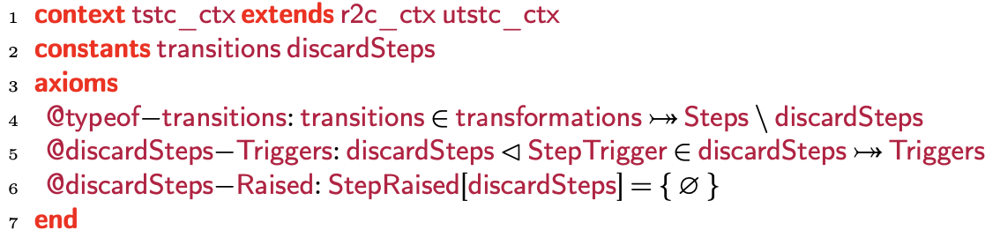 1 context tstc_ctx extends r2c_ctx utstc_ctx
2 constants transitions discardSteps
3 axioms
4 @typeof−transitions: transitions ∈ transformations ⤖ Steps \ discardSteps
5 @discardSteps−Triggers: discardSteps ◁ StepTrigger ∈ discardSteps ⤖ Triggers
6 @discardSteps−Raised: StepRaised[discardSteps] = { ∅ }
7 end